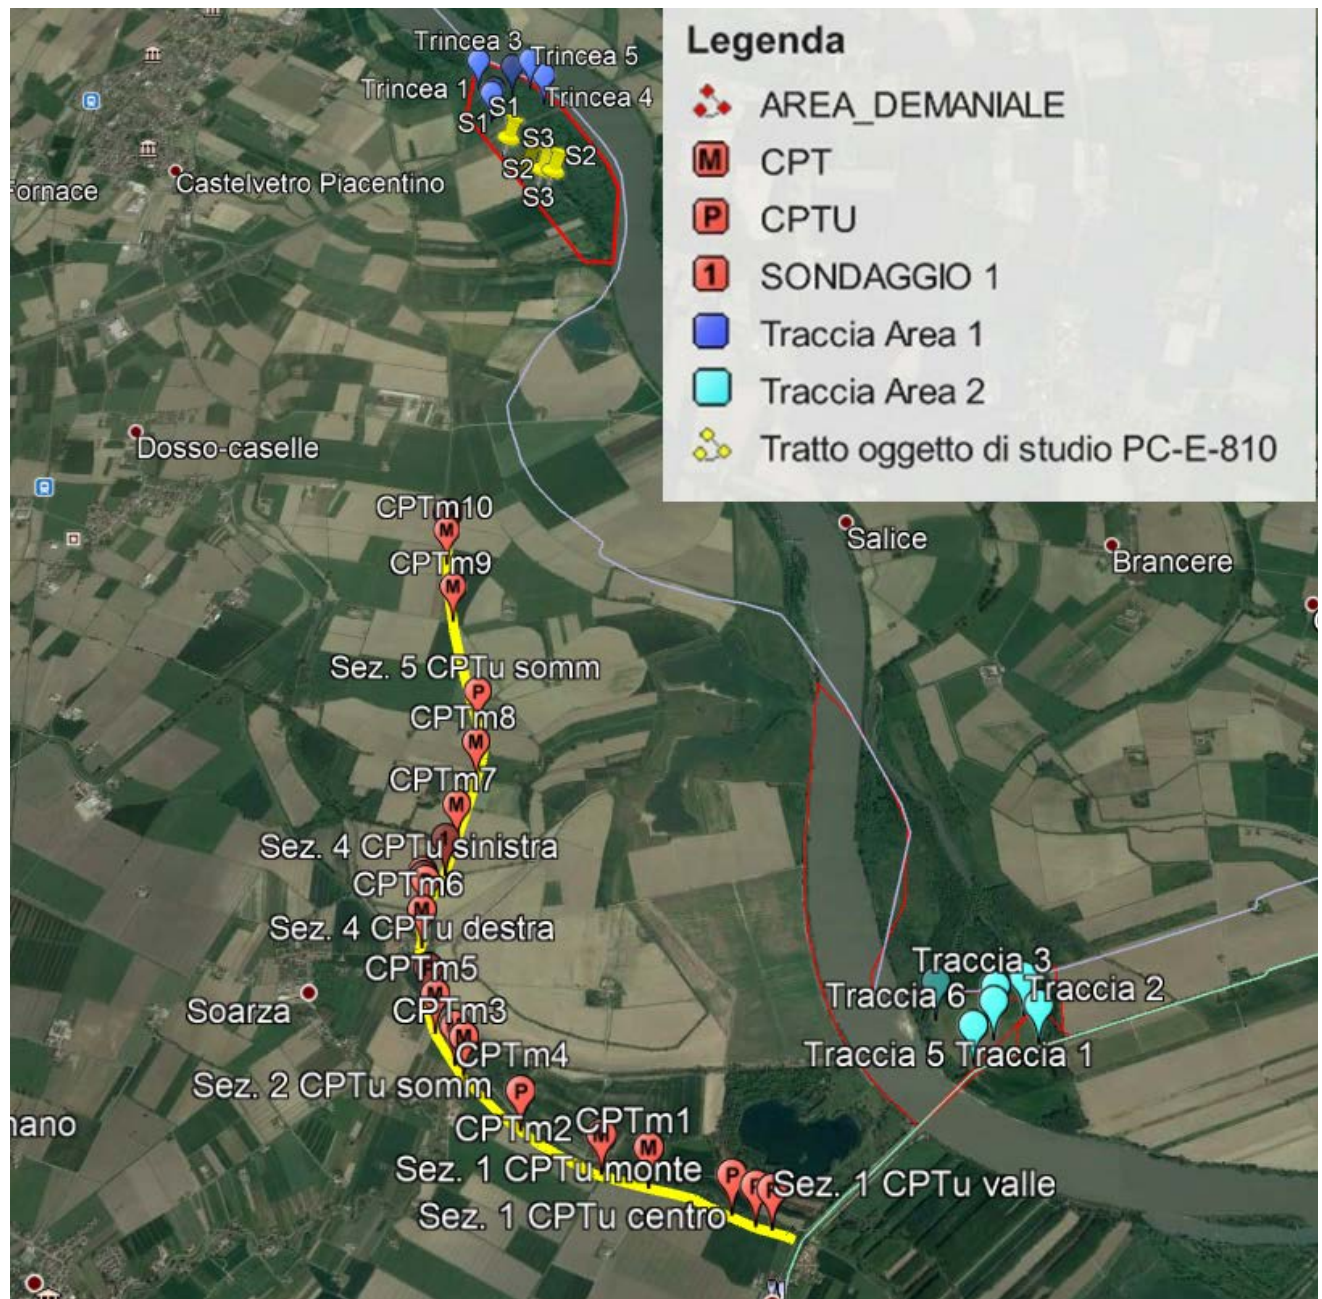 Legenda
AREA_DEMANIALE
M CPT
P CPTU
1 SONDAGGIO 1
Traccia Area 1
Traccia Area 2
Tratto oggetto di studio PC-E-810
Trincea 3
Trincea 5
Trincea 1
Trincea 4
S1
S1
S3
S2
S2
S3
Castelvetro Piacentino
Fornace
Dosso-caselle
CPTm10
M
Salice
Brancere
CPTm9
M
Sez. 5 CPTu somm
P
CPTm8
M
CPTm7
M
1
Sez. 4 CPTu sinistra
CPTm6
M
Sez. 4 CPTu destra
CPTm5
M
Soarza
CPTm3
M
CPTm4
Sez. 2 CPTu somm
P
Traccia 3
Traccia 6
Traccia 2
Traccia 5
Traccia 1
CPTm2
CPTm1
M
M
Sez. 1 CPTu monte
P
P
P
Sez. 1 CPTu valle
Sez. 1 CPTu centro
nano